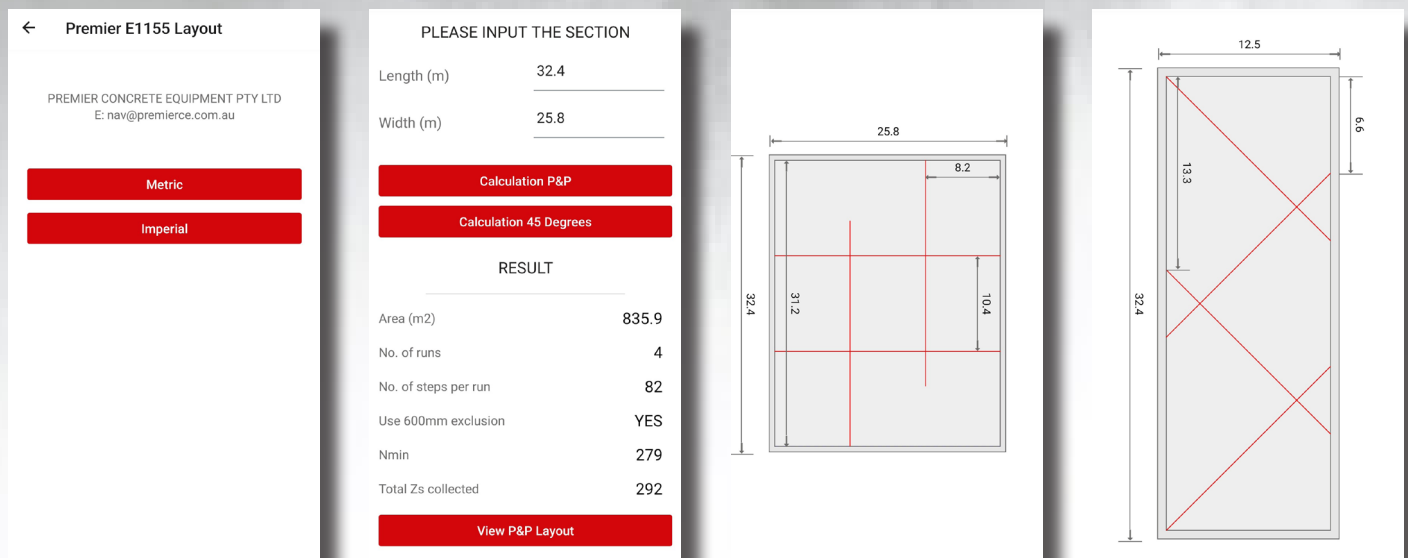 Premier E1155 Layout
PREMIER CONCRETE EQUIPMENT PTY LTD
E: nav@premierce.com.au
Metric
Imperial
PLEASE INPUT THE SECTION
Length (m) 32.4
Width (m) 25.8
Calculation P&P
Calculation 45 Degrees
RESULT
Area (m2) 835.9
No. of runs 4
No. of steps per run 82
Use 600mm exclusion YES
Nmin 279
Total Zs collected 292
View P&P Layout
25.8
8.2
32.4
31.2
10.4
12.5
6.6
13.3
32.4